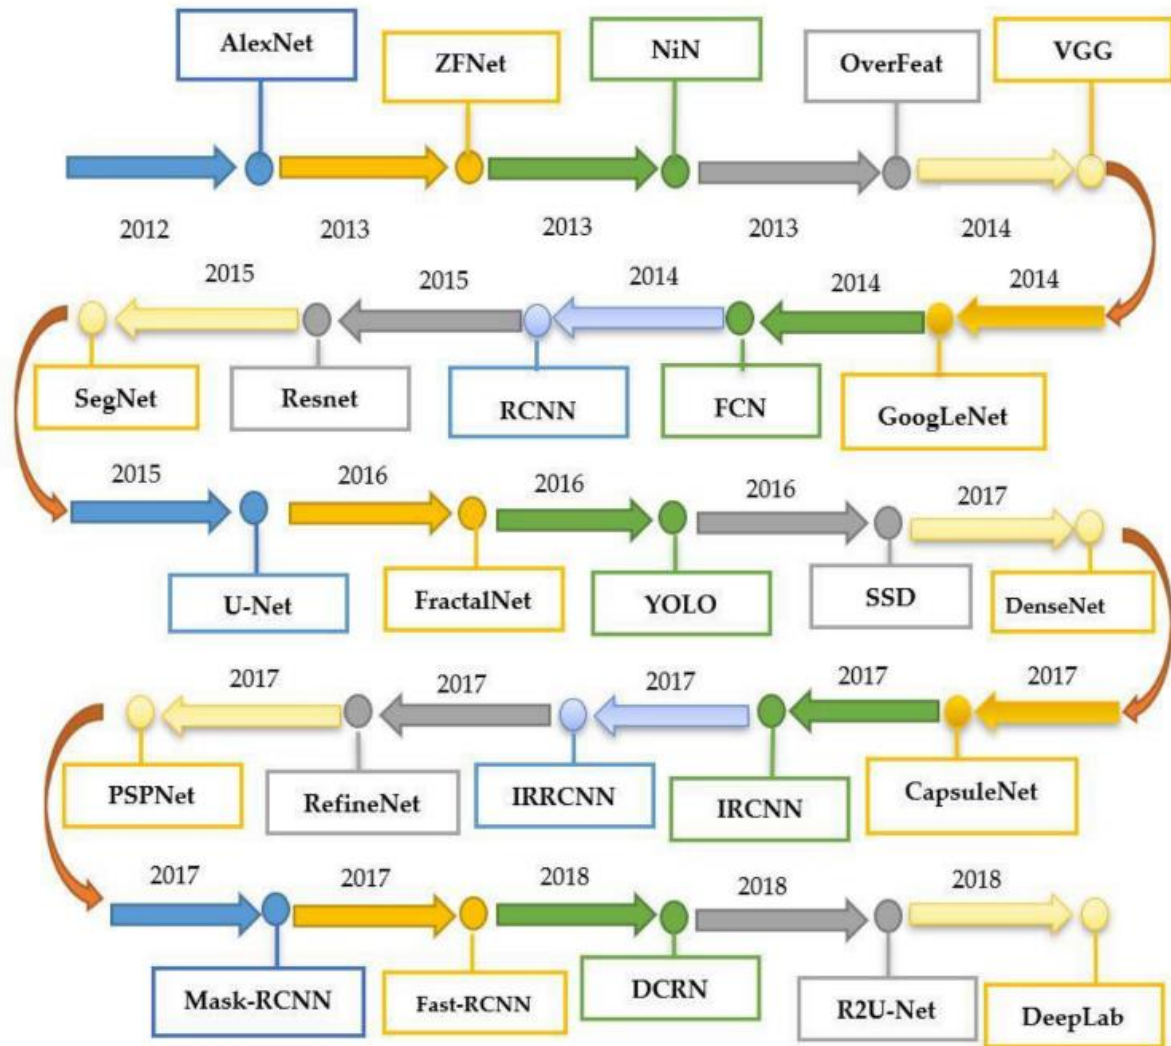 AlexNet
ZFNet
NiN
OverFeat
VGG
2012
2013
2013
2013
2014
2014
2014
2014
2015
2015
GoogLeNet
FCN
RCNN
Resnet
SegNet
2015
2016
2016
2016
2017
U-Net
FractalNet
YOLO
SSD
DenseNet
2017
2017
2017
2017
2017
CapsuleNet
IRCNN
IRRCNN
RefineNet
PSPNet
2017
2017
2018
2018
2018
Mask-RCNN
Fast-RCNN
DCRN
R2U-Net
DeepLab